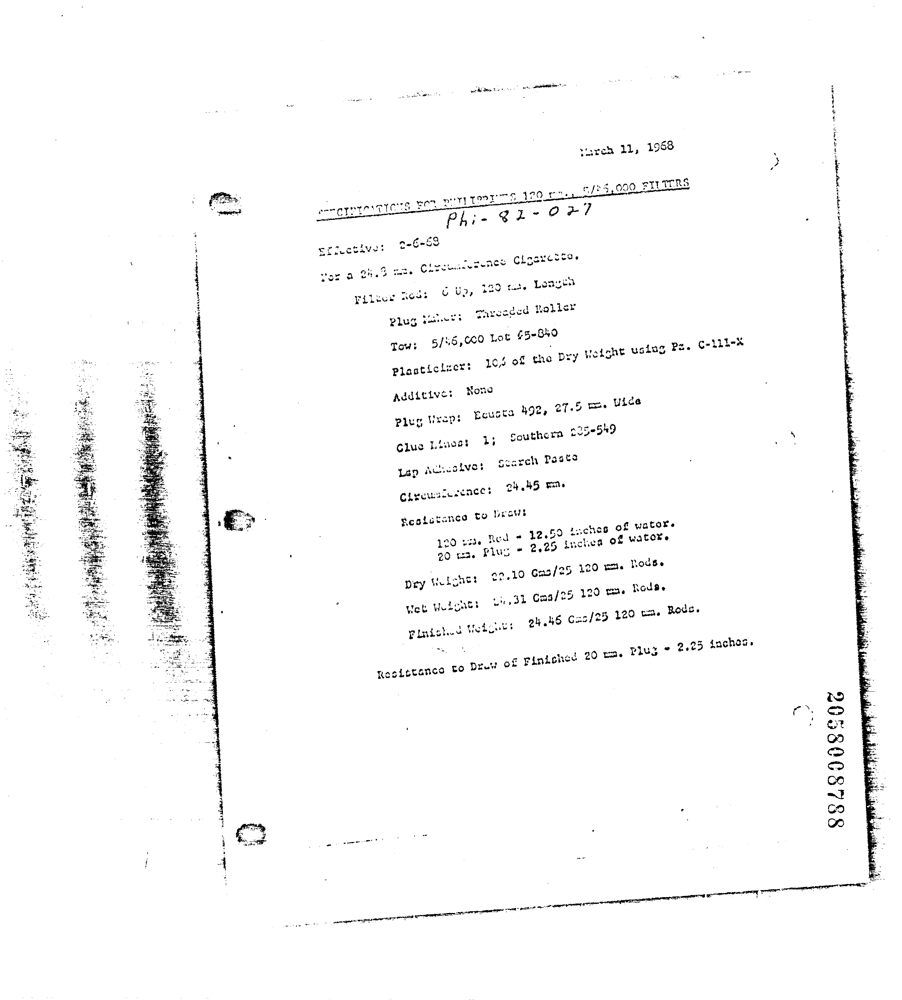 March 11, 1968
SPECIFICATIONS FOR PHILIPPINES 120 mm., 5/46,000 FILTERS
Phi-82-027
Effective: 2-6-68
For a 24.8 mm. Circumference Cigarette.
Filter Rod: 6 Up, 120 mm. Length
Plug Maker: Threaded Roller
Tow: 5/46,000 Lot 65-840
Plasticizer: 10% of the Dry Weight using Pz. C-111-X
Additive: None
Plug Wrap: Ecusta 492, 27.5 mm. Wide
Glue Lines: 1; Southern
Lap Adhesive: Starch Paste
Circumference: 24.45 mm.
Resistance to Draw:
120 mm. Rod - 12.50 inches of water.
20 mm. Plug - 2.25 inches of water.
Dry Weight: 22.10 Gms/25 120 mm. Rods.
Wet Weight: 24.31 Gms/25 120 mm. Rods.
Finished Weight: 24.46 Gms/25 120 mm. Rods.
Resistance to Draw of Finished 20 mm. Plug - 2.25 inches.
2058008788